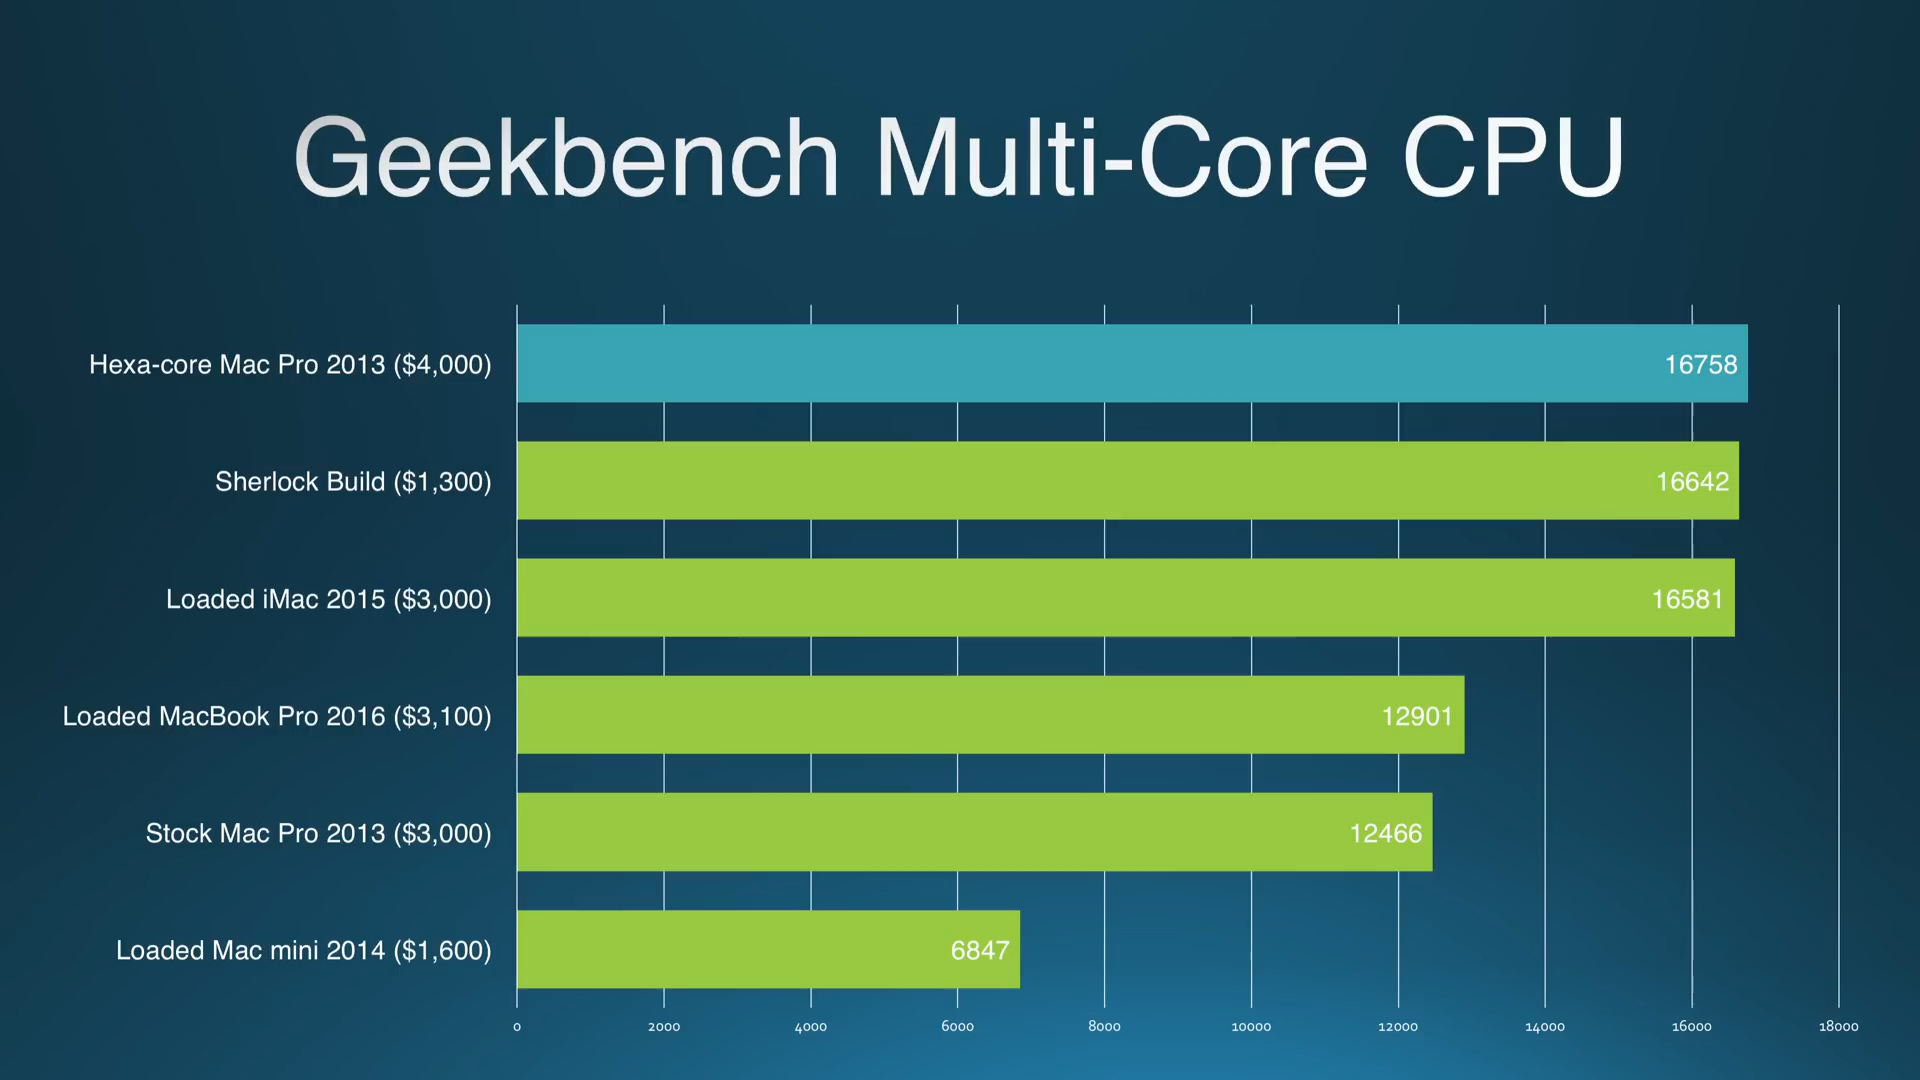 Geekbench Multi-Core CPU
Hexa-core Mac Pro 2013 ($4,000)
16758
Sherlock Build ($1,300)
16642
Loaded iMac 2015 ($3,000)
16581
Loaded MacBook Pro 2016 ($3,100)
12901
Stock Mac Pro 2013 ($3,000)
12466
Loaded Mac mini 2014 ($1,600)
6847
0 2000 4000 6000 8000 10000 12000 14000 16000 18000